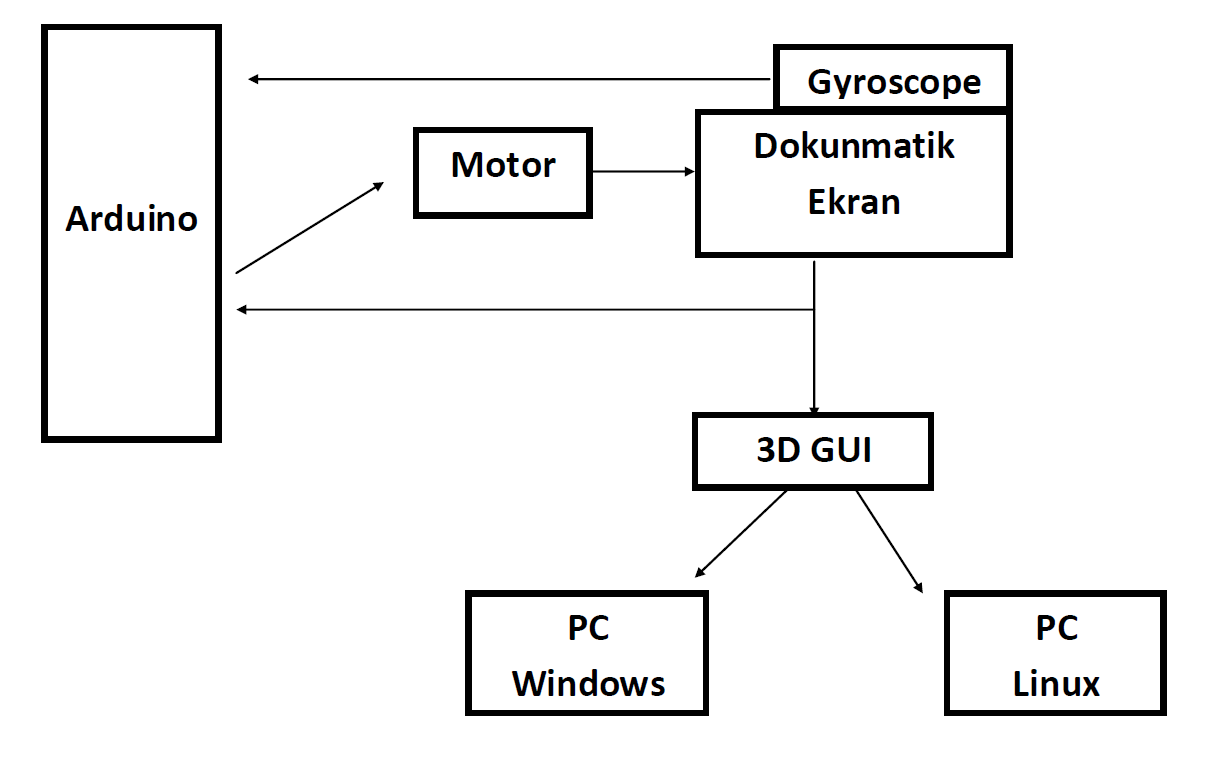 Gyroscope
Dokunmatik
Ekran
Motor
Arduino
3D GUI
PC
Windows
PC
Linux